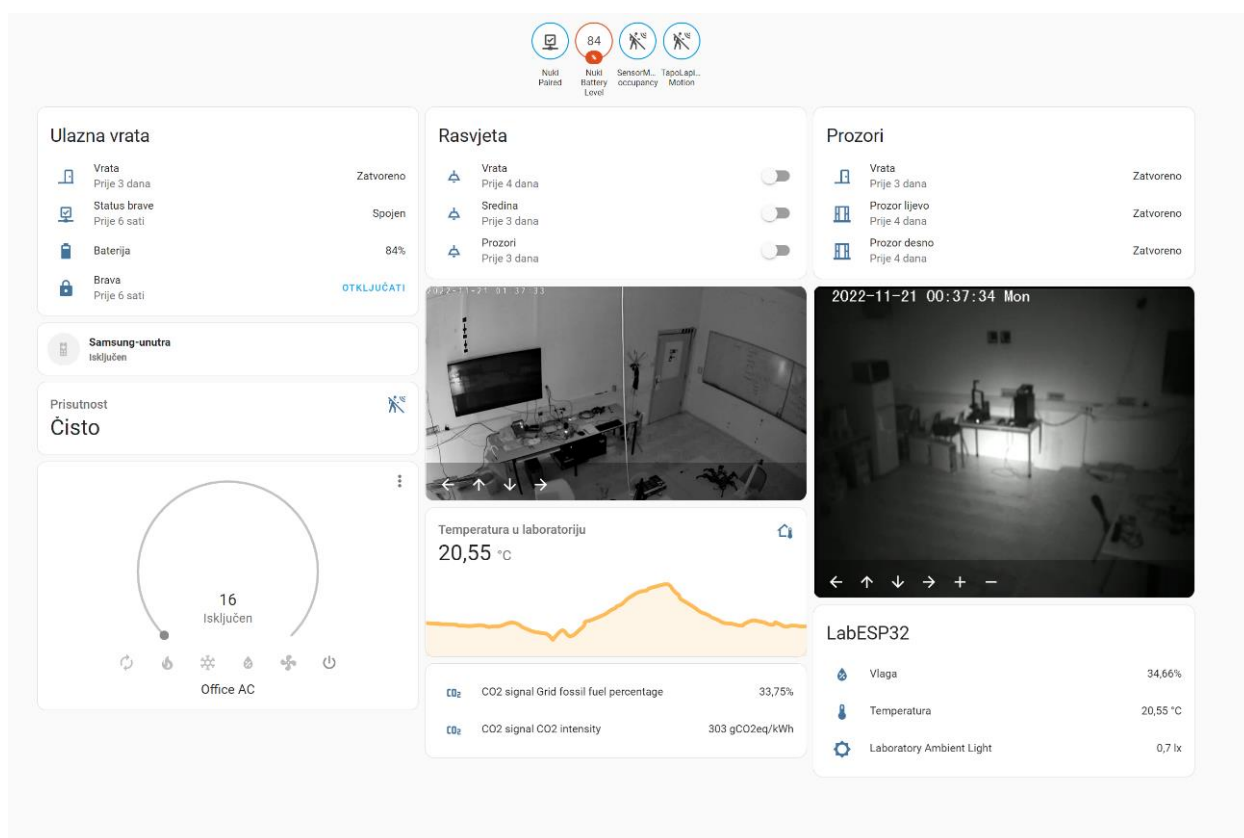 84
Nuki
Paired
Nuki
Battery
Level
SensorM...
occupancy
TapoLapi...
Motion
Ulazna vrata
Vrata
Prije 3 dana
Zatvoreno
Status brave
Prije 6 sati
Spojen
Baterija
84%
Brava
Prije 6 sati
OTKLJUČATI
Samsung-unutra
Isključen
Prisutnost
Čisto
16
Isključen
Office AC
Rasvjeta
Vrata
Prije 4 dana
Sredina
Prije 3 dana
Prozori
Prije 3 dana
2022-11-21 01 37:33
Temperatura u laboratoriju
20,55 °C
CO2 CO2 signal Grid fossil fuel percentage 33,75%
CO2 CO2 signal CO2 intensity 303 gCO2eq/kWh
Prozori
Vrata
Prije 3 dana
Zatvoreno
Prozor lijevo
Prije 4 dana
Zatvoreno
Prozor desno
Prije 4 dana
Zatvoreno
2022-11-21 00:37:34 Mon
LabESP32
Vlaga 34,66%
Temperatura 20,55 °C
Laboratory Ambient Light 0,7 lx